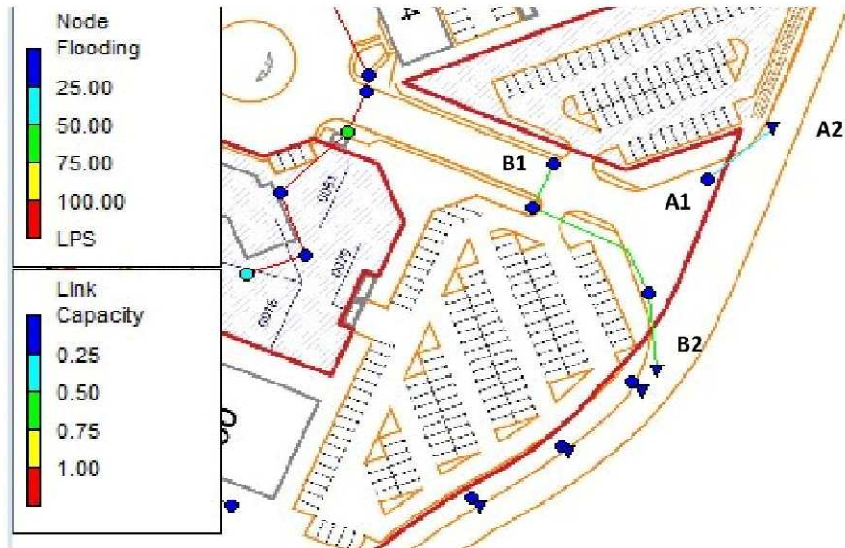 Node
Flooding
25.00
50.00
75.00
100.00
LPS
Link
Capacity
0.25
0.50
0.75
1.00
A2
B1
A1
B2